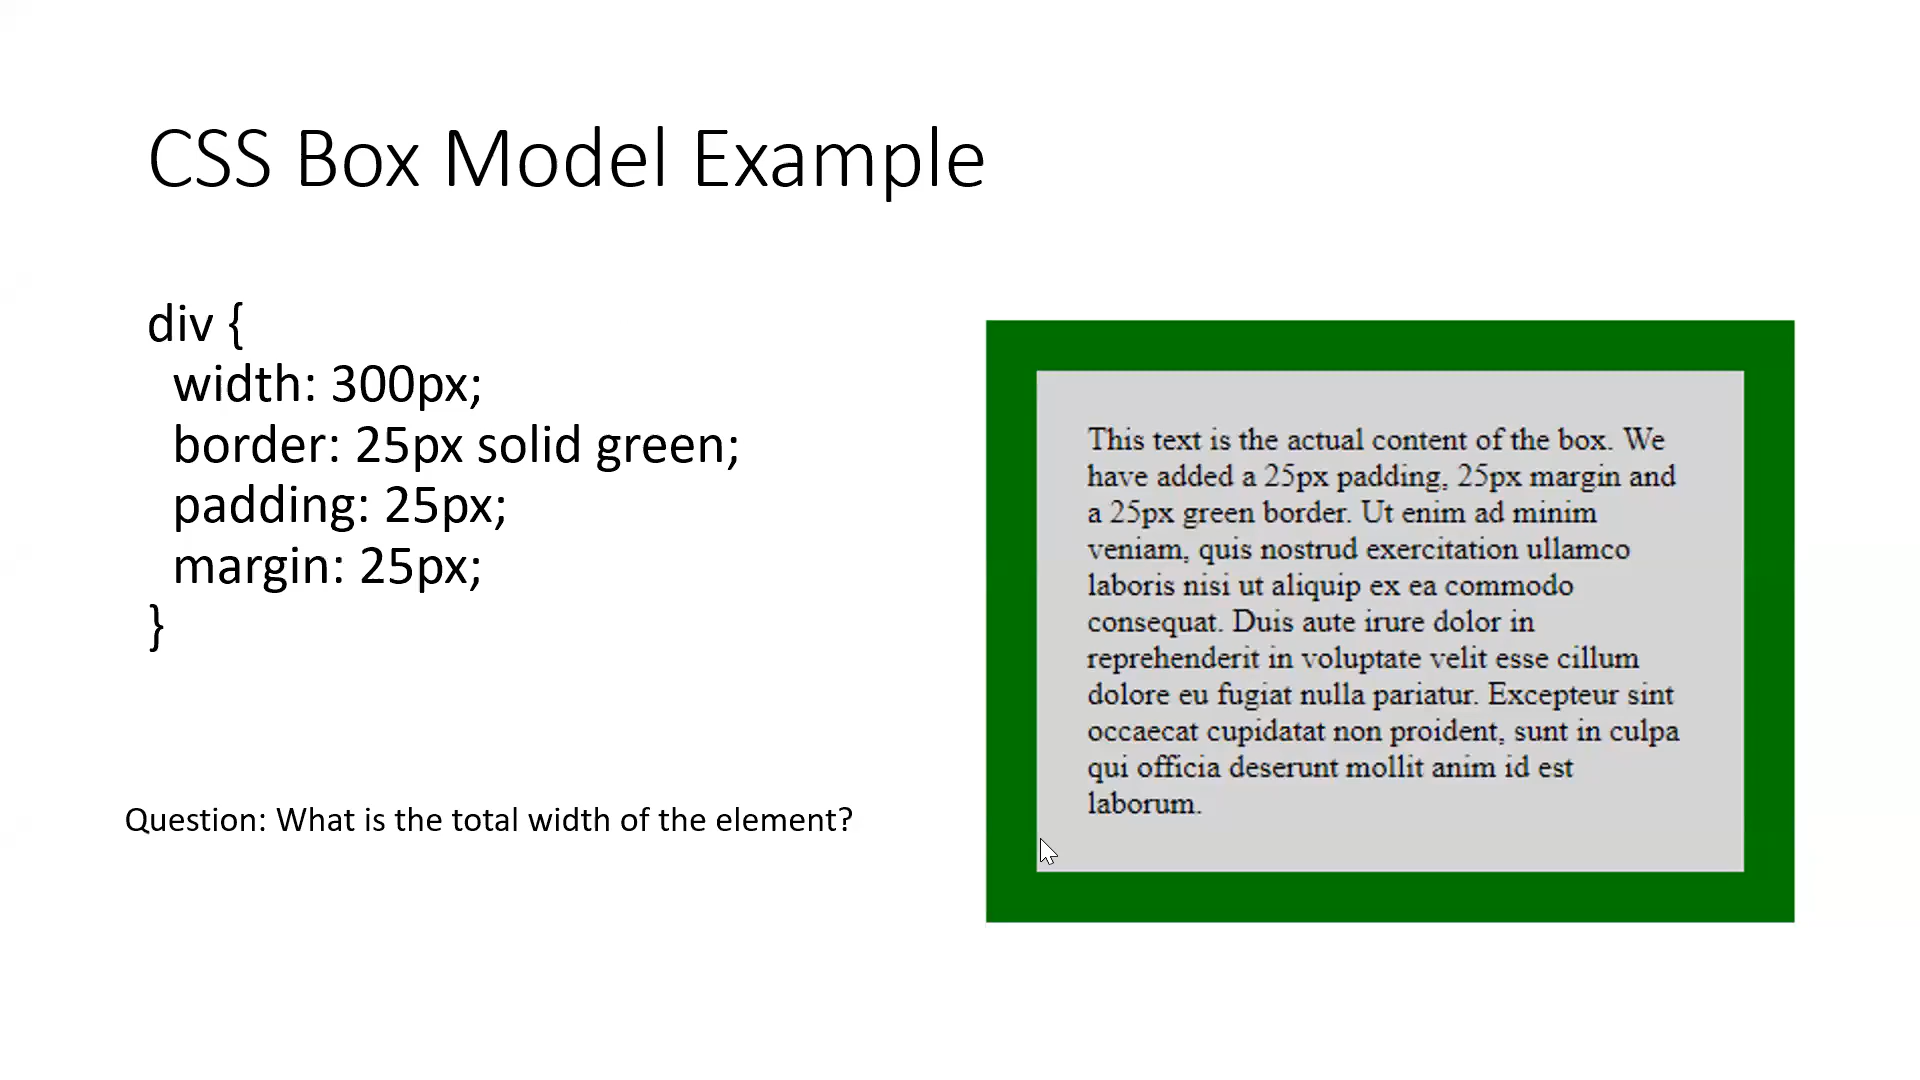 CSS Box Model Example
div {
width: 300px;
border: 25px solid green;
padding: 25px;
margin: 25px;
}
Question: What is the total width of the element?
This text is the actual content of the box. We
have added a 25px padding, 25px margin and
a 25px green border. Ut enim ad minim
veniam, quis nostrud exercitation ullamco
laboris nisi ut aliquip ex ea commodo
consequat. Duis aute irure dolor in
reprehenderit in voluptate velit esse cillum
dolore eu fugiat nulla pariatur. Excepteur sint
occaecat cupidatat non proident, sunt in culpa
qui officia deserunt mollit anim id est
laborum.